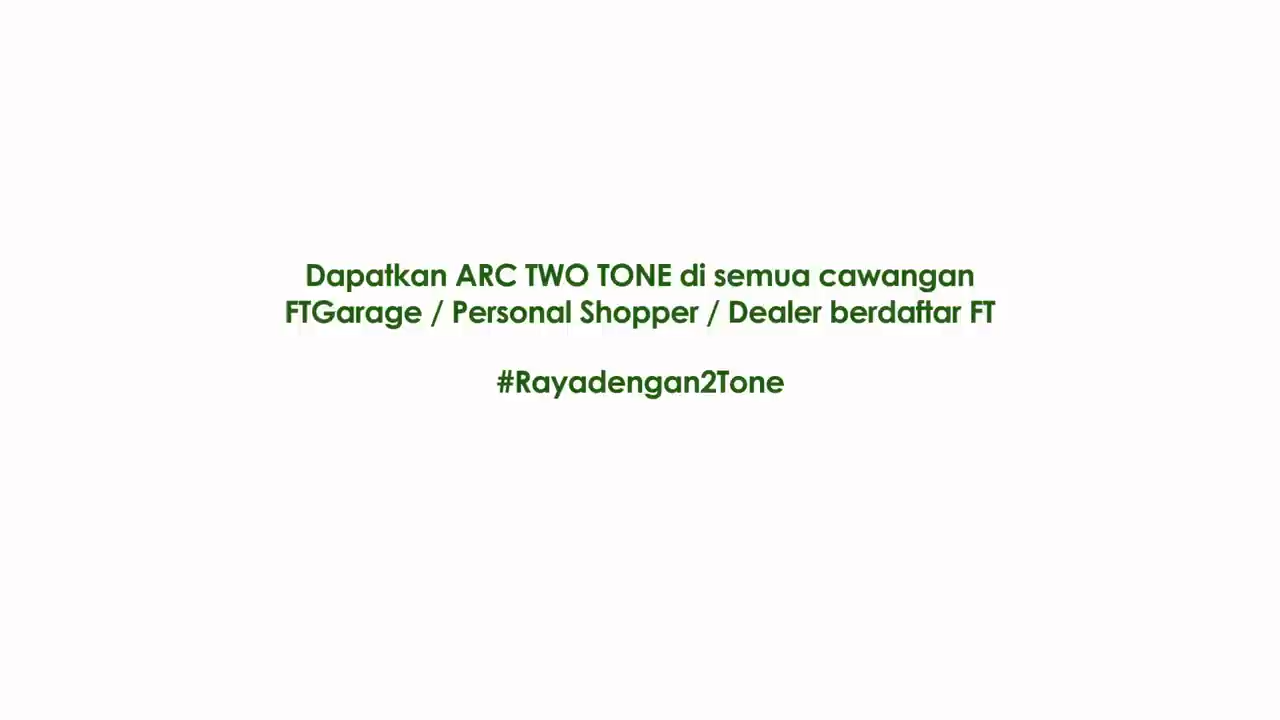 Dapatkan ARC TWO TONE di semua cawangan
FTGarage / Personal Shopper / Dealer berdaftar FT
#Rayadengan2Tone